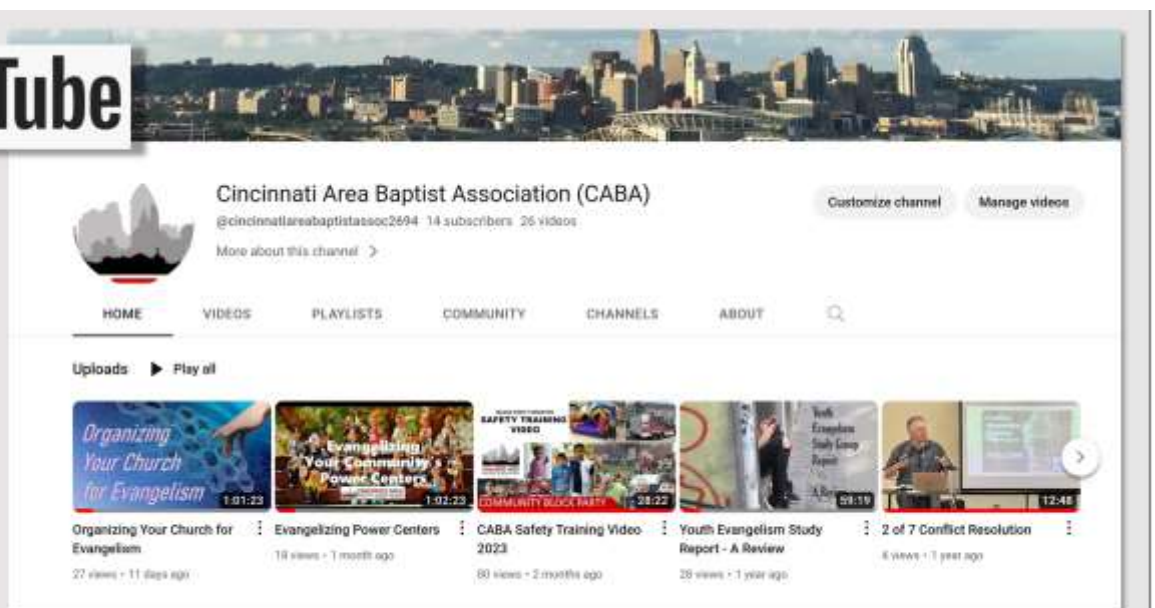 Tube
Cincinnati Area Baptist Association (CABA)
@cincinnatiareabaptistassoc2694 14 subscribers 26 videos
More about this channel >
Customize channel
Manage videos
HOME VIDEOS PLAYLISTS COMMUNITY CHANNELS ABOUT
Uploads Play all
Organizing
Your Church
for Evangelism
1:01:23
Evangelizing
Your Community's
Power Centers
1:02:23
SAFETY TRAINING
VIDEO
COMMUNITY BLOCK PARTY
28:22
Youth
Evangelism
Study Group
Report
59:19
12:48
Organizing Your Church for
Evangelism
27 views • 11 days ago
Evangelizing Power Centers
18 views • 1 month ago
CABA Safety Training Video
2023
80 views • 2 months ago
Youth Evangelism Study
Report - A Review
28 views • 1 year ago
2 of 7 Conflict Resolution
8 views • 1 year ago